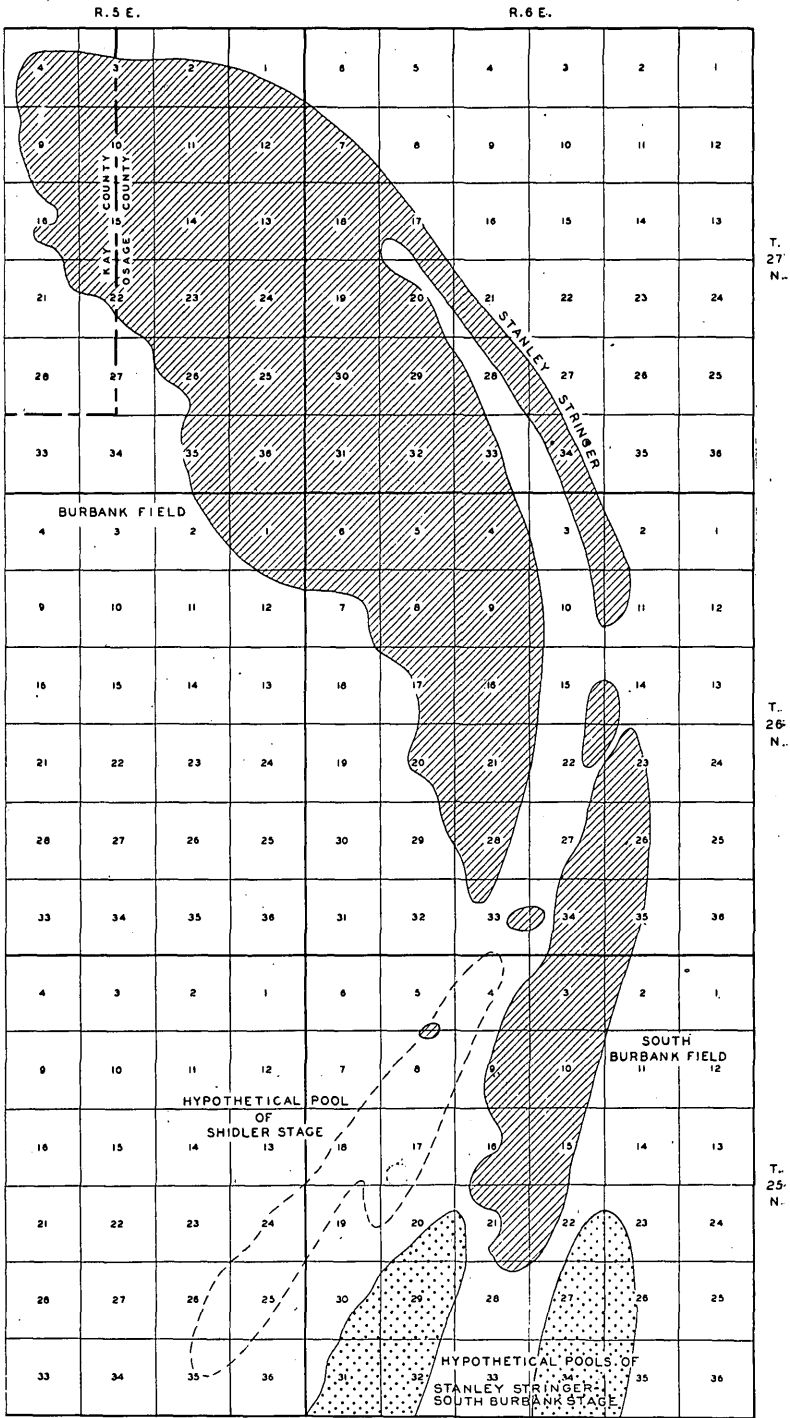 R.5 E. R.6 E.
4 3 2 1 6 5 4 3 2 1
9 10 11 12 7 8 9 10 11 12
KAY COUNTY
OSAGE COUNTY
16 15 14 13 18 17 16 15 14 13
T.
27
N.
21 22 23 24 19 20 21 22 23 24
STANLEY STRINGER
28 27 26 25 30 29 28 27 26 25
33 34 35 36 31 32 33 34 35 36
BURBANK FIELD
4 3 2 1 6 5 4 3 2 1
9 10 11 12 7 8 9 10 11 12
16 15 14 13 18 17 16 15 14 13
T.
26
N.
21 22 23 24 19 20 21 22 23 24
28 27 26 25 30 29 28 27 26 25
33 34 35 36 31 32 33 34 35 36
4 3 2 1 6 5 4 3 2 1
SOUTH
BURBANK FIELD
9 10 11 12 7 8 9 10 11 12
HYPOTHETICAL POOL
OF
SHIDLER STAGE
16 15 14 13 18 17 16 15 14 13
T.
25
N.
21 22 23 24 19 20 21 22 23 24
28 27 26 25 30 29 28 27 26 25
HYPOTHETICAL POOLS OF
33 34 35 36 31 32 33 34 35 36
STANLEY STRINGER-
SOUTH BURBANK STAGE